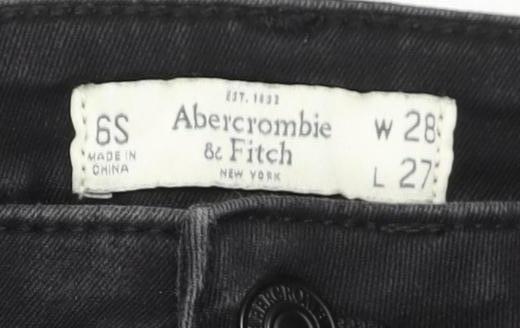 EST. 1892
6S
MADE IN
CHINA
Abercrombie
& Fitch
NEW YORK
W 28
L 27